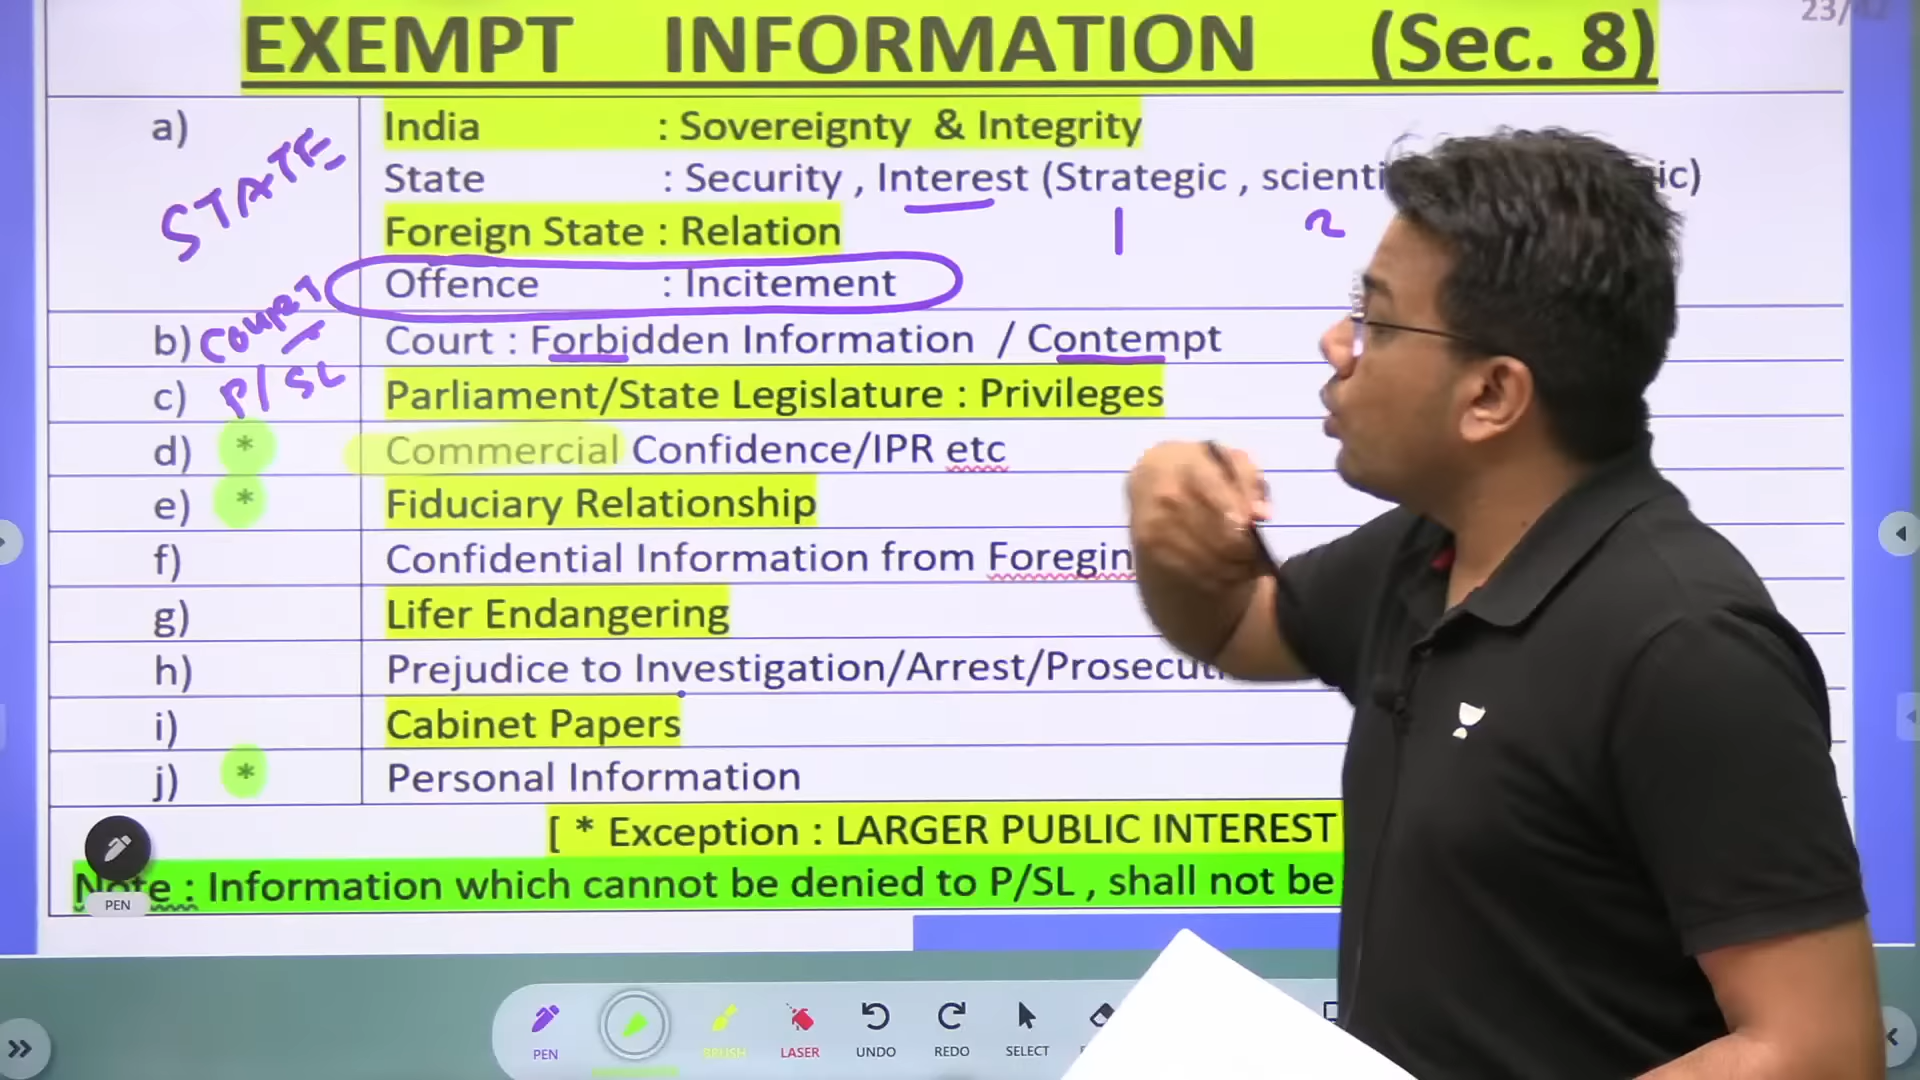 EXEMPT INFORMATION (Sec. 8)
23/
a) India : Sovereignty & Integrity
STATE
State : Security , Interest (Strategic , scienti ic)
1 2
Foreign State : Relation
Offence : Incitement
b) COURT Court : Forbidden Information / Contempt
c) P/SL Parliament/State Legislature : Privileges
d) * Commercial Confidence/IPR etc
e) * Fiduciary Relationship
f) Confidential Information from Foregin
g) Lifer Endangering
h) Prejudice to Investigation/Arrest/Prosecut
i) Cabinet Papers
j) * Personal Information
[ * Exception : LARGER PUBLIC INTEREST
Note : Information which cannot be denied to P/SL , shall not be
PEN
PEN BRUSH LASER UNDO REDO SELECT